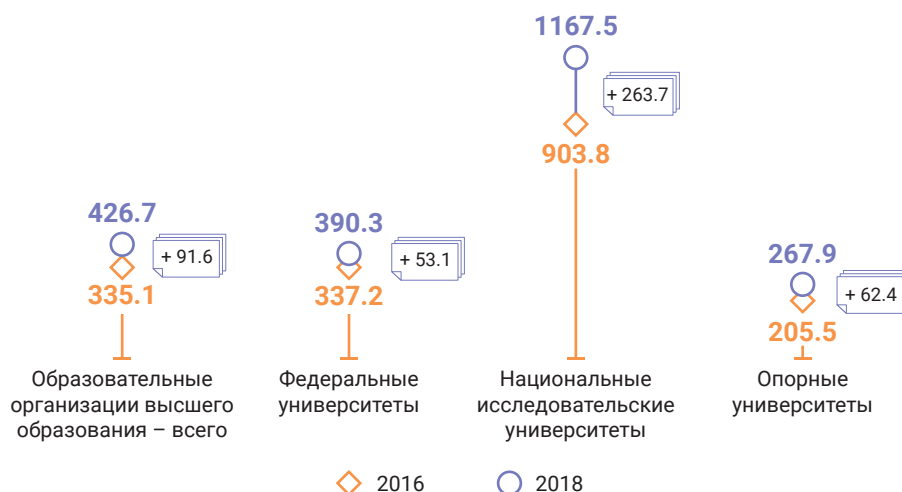 1167.5
+ 263.7
903.8
426.7
+ 91.6
335.1
390.3
+ 53.1
337.2
267.9
+ 62.4
205.5
Образовательные
организации высшего
образования – всего
Федеральные
университеты
Национальные
исследовательские
университеты
Опорные
университеты
2016
2018